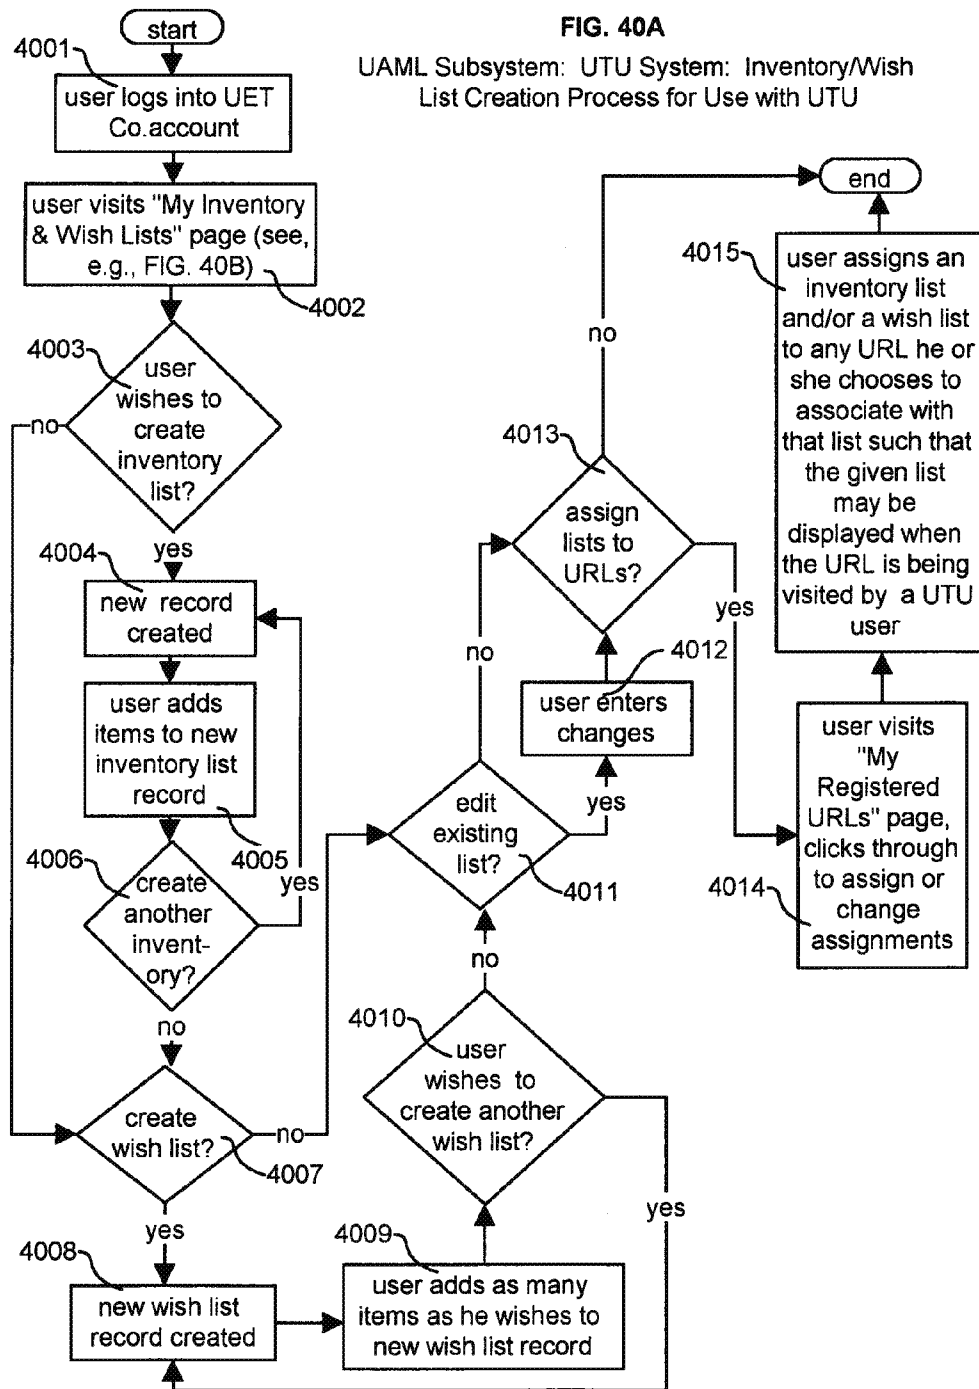 FIG. 40A
UAML Subsystem: UTU System: Inventory/Wish
List Creation Process for Use with UTU
start
4001
user logs into UET
Co.account
user visits "My Inventory
& Wish Lists" page (see,
e.g., FIG. 40B)
4002
4003
user
wishes to
create
inventory
list?
no
yes
4004
new record
created
user adds
items to new
inventory list
record
4005
4006
create
another
invent-
ory?
yes
no
create
wish list?
4007
no
yes
4008
new wish list
record created
4009
user adds as many
items as he wishes to
new wish list record
4010
user
wishes to
create another
wish list?
yes
no
edit
existing
list?
4011
no
yes
4012
user enters
changes
4013
assign
lists to
URLs?
no
yes
user visits
"My
Registered
URLs" page,
clicks through
to assign or
change
assignments
4014
4015
user assigns an
inventory list
and/or a wish list
to any URL he or
she chooses to
associate with
that list such that
the given list
may be
displayed when
the URL is being
visited by a UTU
user
end